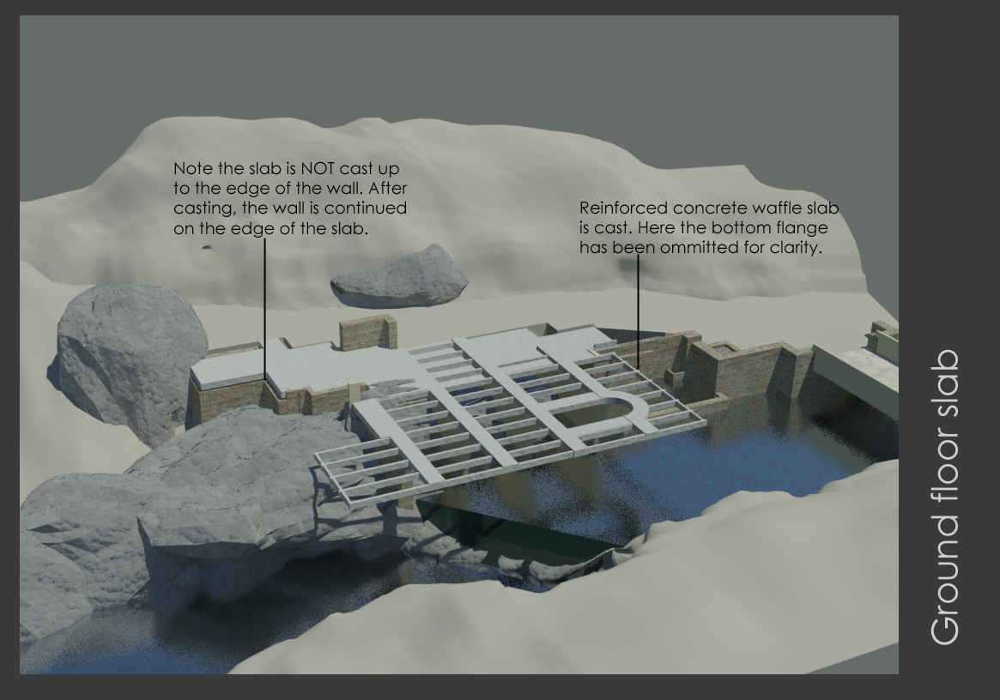 Note the slab is NOT cast up
to the edge of the wall. After
casting, the wall is continued
on the edge of the slab.
Reinforced concrete waffle slab
is cast. Here the bottom flange
has been ommitted for clarity.
Ground floor slab